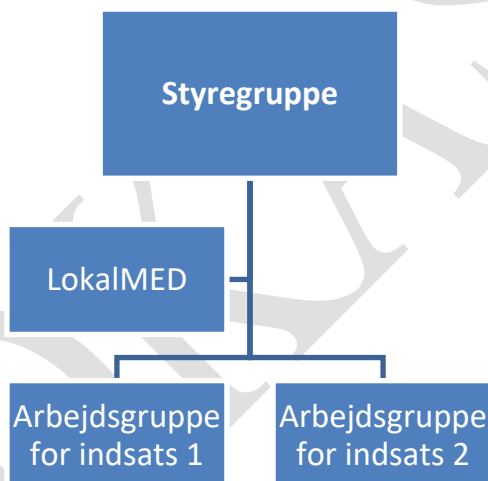 Styregruppe
LokalMED
Arbejdsgruppe
for indsats 1
Arbejdsgruppe
for indsats 2